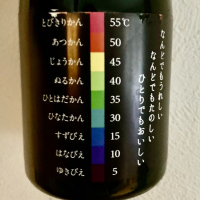 とびきりかん 55℃
あつかん 50
じょうかん 45
ぬるかん 40
ひとはだかん 35
ひなたかん 30
すずびえ 15
はなびえ 10
ゆきびえ 5
なんどでもうれしい
なんどでもたのしい
ひとりでもおいしい